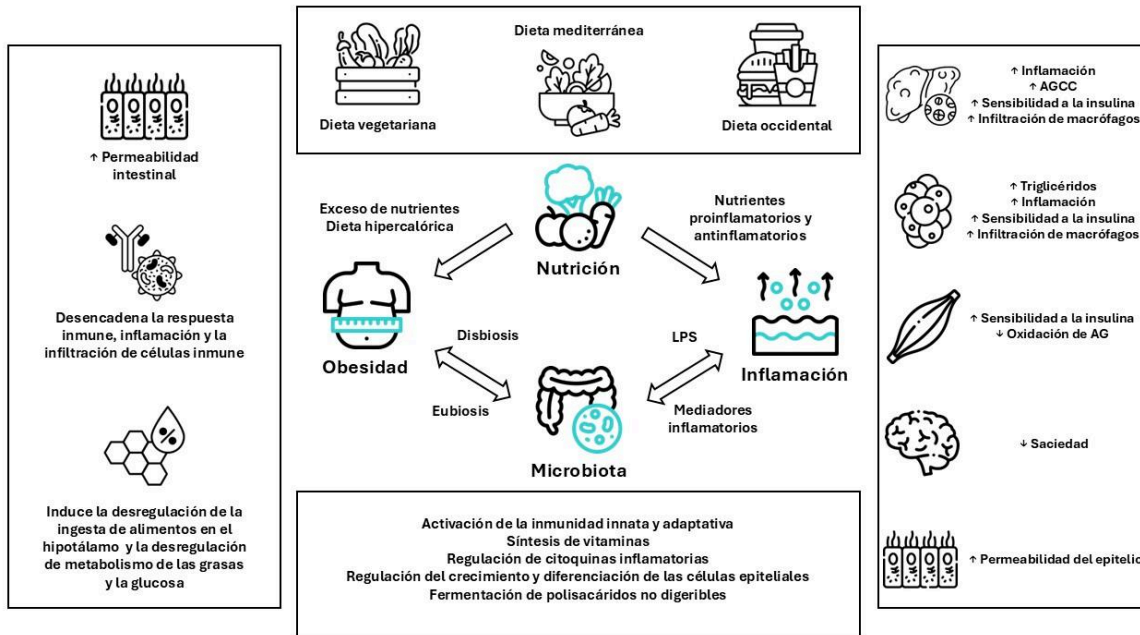 ↑ Permeabilidad
intestinal
Desencadena la respuesta
inmune, inflamación y la
infiltración de células inmune
%
Induce la desregulación de la
ingesta de alimentos en el
hipotálamo y la desregulación
de metabolismo de las grasas
y la glucosa
Dieta vegetariana
Dieta mediterránea
Dieta occidental
Exceso de nutrientes
Dieta hipercalórica
Nutrición
Nutrientes
proinflamatorios y
antinflamatorios
Obesidad
Disbiosis
Eubiosis
LPS
Mediadores
inflamatorios
Inflamación
Microbiota
Activación de la inmunidad innata y adaptativa
Síntesis de vitaminas
Regulación de citoquinas inflamatorias
Regulación del crecimiento y diferenciación de las células epiteliales
Fermentación de polisacáridos no digeribles
↑ Inflamación
↑ AGCC
↑ Sensibilidad a la insulina
↑ Infiltración de macrófagos
↑ Triglicéridos
↑ Inflamación
↑ Sensibilidad a la insulina
↑ Infiltración de macrófagos
↑ Sensibilidad a la insulina
↓ Oxidación de AG
↓ Saciedad
↑ Permeabilidad del epitelio